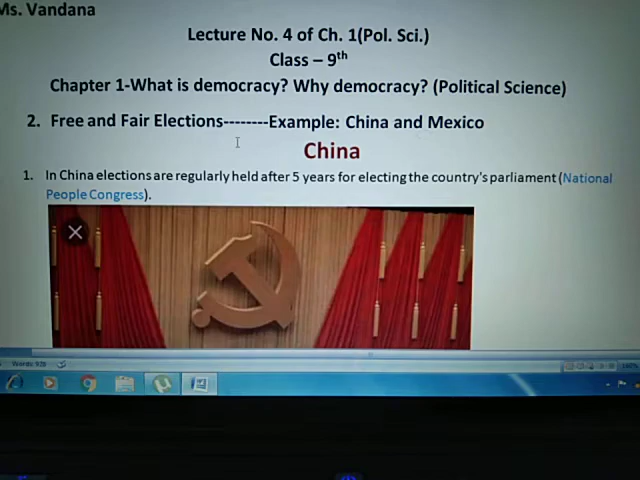 Ms. Vandana
Lecture No. 4 of Ch. 1(Pol. Sci.)
Class – 9th
Chapter 1-What is democracy? Why democracy? (Political Science)
2. Free and Fair Elections--------Example: China and Mexico
China
1. In China elections are regularly held after 5 years for electing the country's parliament (National
People Congress).